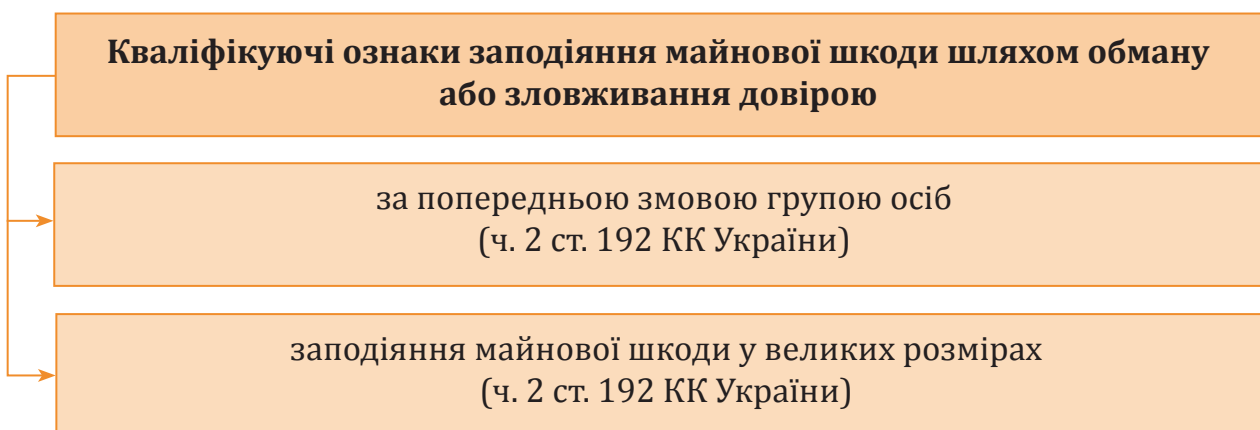 Кваліфікуючі ознаки заподіяння майнової шкоди шляхом обману
або зловживання довірою
за попередньою змовою групою осіб
(ч. 2 ст. 192 КК України)
заподіяння майнової шкоди у великих розмірах
(ч. 2 ст. 192 КК України)